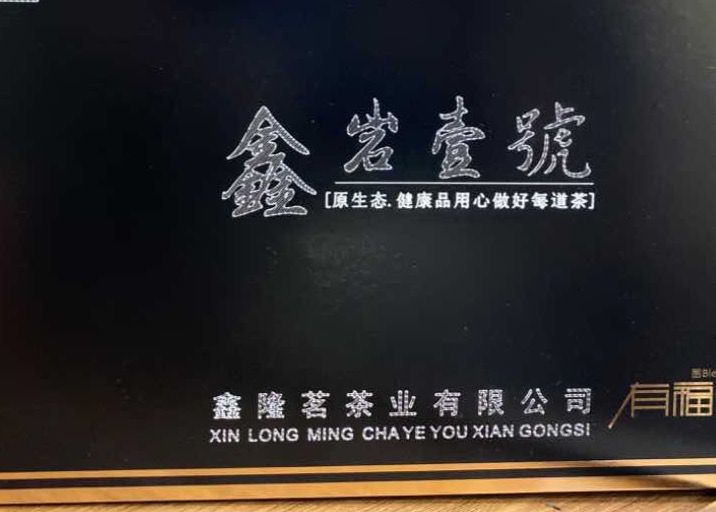 鑫岩壹號
[原生态.健康品用心做好每道茶]
鑫隆茗茶业有限公司
XIN LONG MING CHA YE YOU XIAN GONGSI
有福